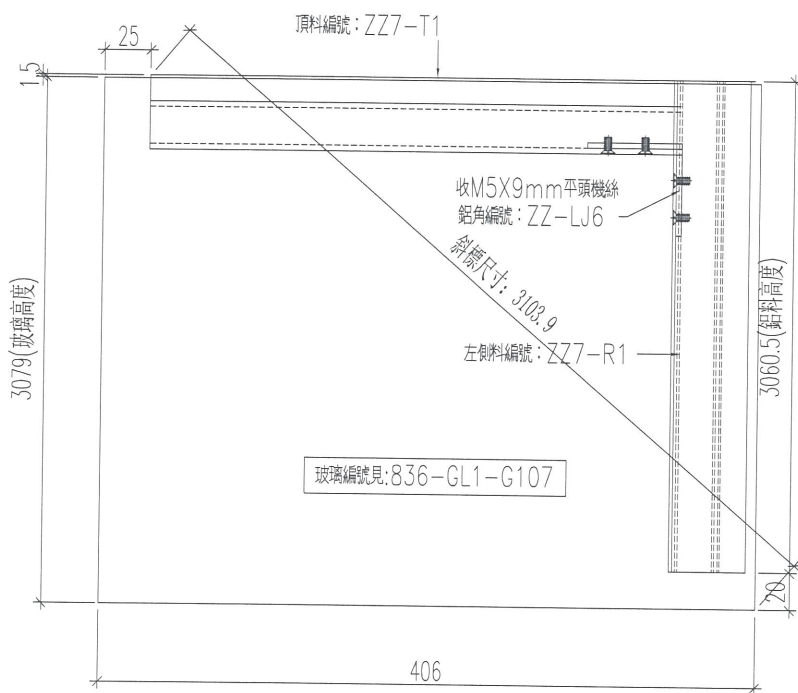 頂料編號：ZZ7-T1
25
1.5
收M5X9mm平頭機絲
鋁角編號：ZZ-LJ6
斜標尺寸：3103.9
3079(玻璃高度)
3060.5(鋁料高度)
左側料編號：ZZ7-R1
玻璃編號見:836-GL1-G107
20
406